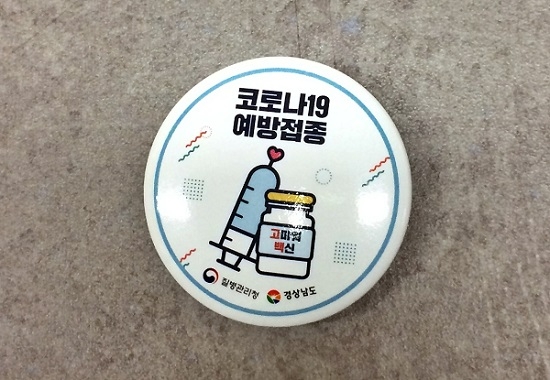 코로나19
예방접종
고마워
백신
질병관리청 경상남도